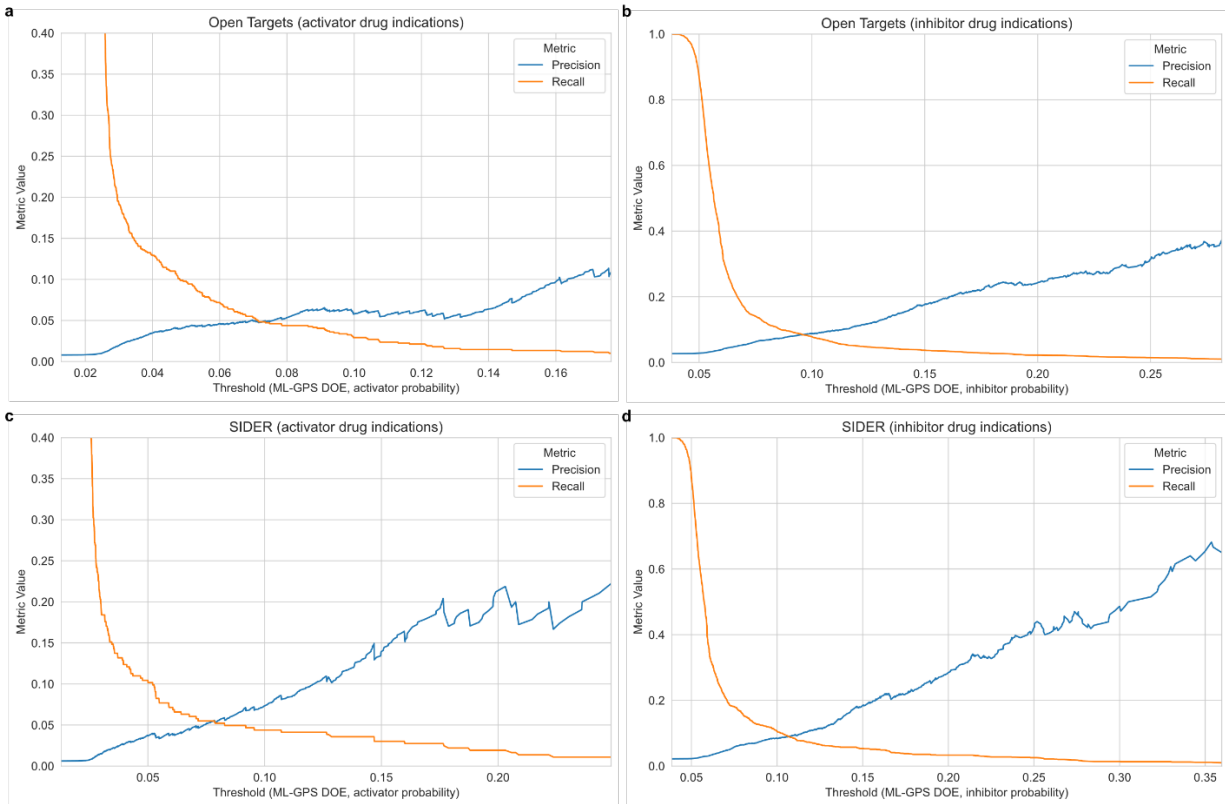 a
Open Targets (activator drug indications)
Metric
Precision
Recall
Metric Value
0.40
0.35
0.30
0.25
0.20
0.15
0.10
0.05
0.00
0.02 0.04 0.06 0.08 0.10 0.12 0.14 0.16
Threshold (ML-GPS DOE, activator probability)
b
Open Targets (inhibitor drug indications)
Metric
Precision
Recall
Metric Value
1.0
0.8
0.6
0.4
0.2
0.0
0.05 0.10 0.15 0.20 0.25
Threshold (ML-GPS DOE, inhibitor probability)
c
SIDER (activator drug indications)
Metric
Precision
Recall
Metric Value
0.40
0.35
0.30
0.25
0.20
0.15
0.10
0.05
0.00
0.05 0.10 0.15 0.20
Threshold (ML-GPS DOE, activator probability)
d
SIDER (inhibitor drug indications)
Metric
Precision
Recall
Metric Value
1.0
0.8
0.6
0.4
0.2
0.0
0.05 0.10 0.15 0.20 0.25 0.30 0.35
Threshold (ML-GPS DOE, inhibitor probability)